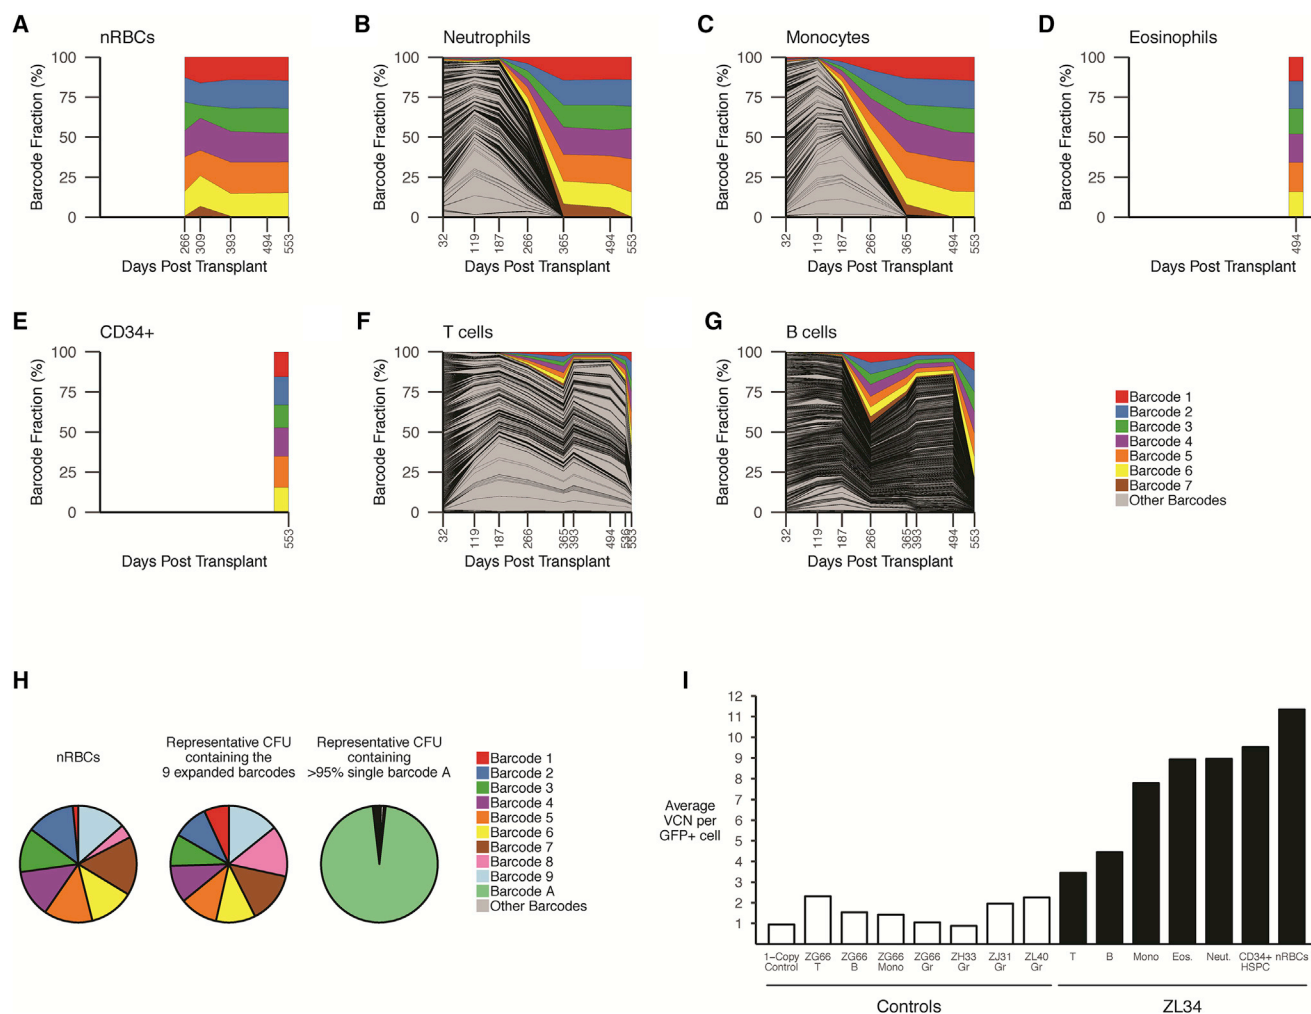 A
nRBCs
Barcode Fraction (%)
100
75
50
25
0
266
309
393
494
553
Days Post Transplant
B
Neutrophils
Barcode Fraction (%)
100
75
50
25
0
32
119
187
266
365
494
553
Days Post Transplant
C
Monocytes
Barcode Fraction (%)
100
75
50
25
0
32
119
187
365
494
553
Days Post Transplant
D
Eosinophils
Barcode Fraction (%)
100
75
50
25
0
494
Days Post Transplant
E
CD34+
Barcode Fraction (%)
100
75
50
25
0
553
Days Post Transplant
F
T cells
Barcode Fraction (%)
100
75
50
25
0
32
119
187
266
365
393
494
536
553
Days Post Transplant
G
B cells
Barcode Fraction (%)
100
75
50
25
0
32
119
187
266
365
393
494
553
Days Post Transplant
Barcode 1
Barcode 2
Barcode 3
Barcode 4
Barcode 5
Barcode 6
Barcode 7
Other Barcodes
H
nRBCs
Representative CFU
containing the
9 expanded barcodes
Representative CFU
containing
>95% single barcode A
Barcode 1
Barcode 2
Barcode 3
Barcode 4
Barcode 5
Barcode 6
Barcode 7
Barcode 8
Barcode 9
Barcode A
Other Barcodes
I
Average
VCN per
GFP+ cell
12
11
10
9
8
7
6
5
4
3
2
1
1-Copy
Control
ZG66
T
ZG66
B
ZG66
Mono
ZG66
Gr
ZH33
Gr
ZJ31
Gr
ZL40
Gr
T
B
Mono
Eos.
Neut.
CD34+
HSPC
nRBCs
Controls
ZL34